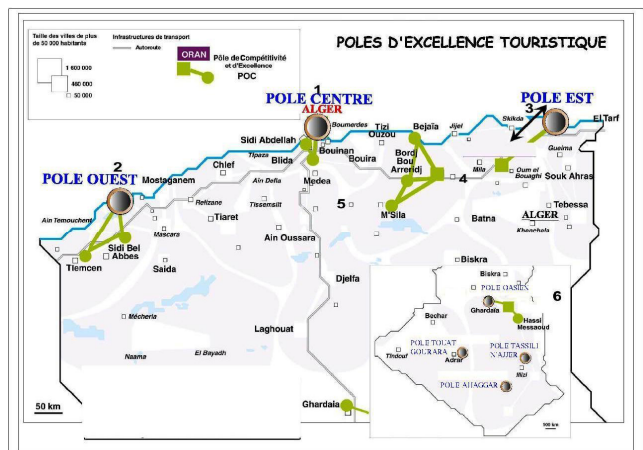 Taille des villes de plus
de 50 000 habitants
1 600 000
460 000
50 000
Infrastructures de transport
Autoroute
ORAN
Pôle de Compétitivité
et d'Excellence
POC
POLES D'EXCELLENCE TOURISTIQUE
1
POLE CENTRE
ALGER
3
POLE EST
El Tarf
Boumerdes
Tizi
Ouzou
Bejaïa
Jijel
Skikda
Sidi Abdellah
Bouinan
Bouira
Bordj
Bou
Arreridj
Guelma
2
Tipaza
Blida
Mila
Oum el
Bouaghi
Souk Ahras
POLE OUEST
Mostaganem
Chlef
Medea
4
Ain Defla
Relizane
Tissemsilt
5
M'Sila
Batna
ALGER
Tebessa
Khenchela
Ain Temouchent
Mascara
Tiaret
Ain Oussara
Sidi Bel
Abbes
Tlemcen
Saida
Djelfa
Biskra
Mécheria
Laghouat
Naama
El Bayadh
Ghardaia
50 km
Biskra
POLE OASIEN
6
Ghardaia
Hassi
Messaoud
Bechar
POLE TOUAT
GOURARA
Adrar
Tindouf
POLE TASSILI
N'AJJER
Illizi
POLE AHAGGAR
100 km